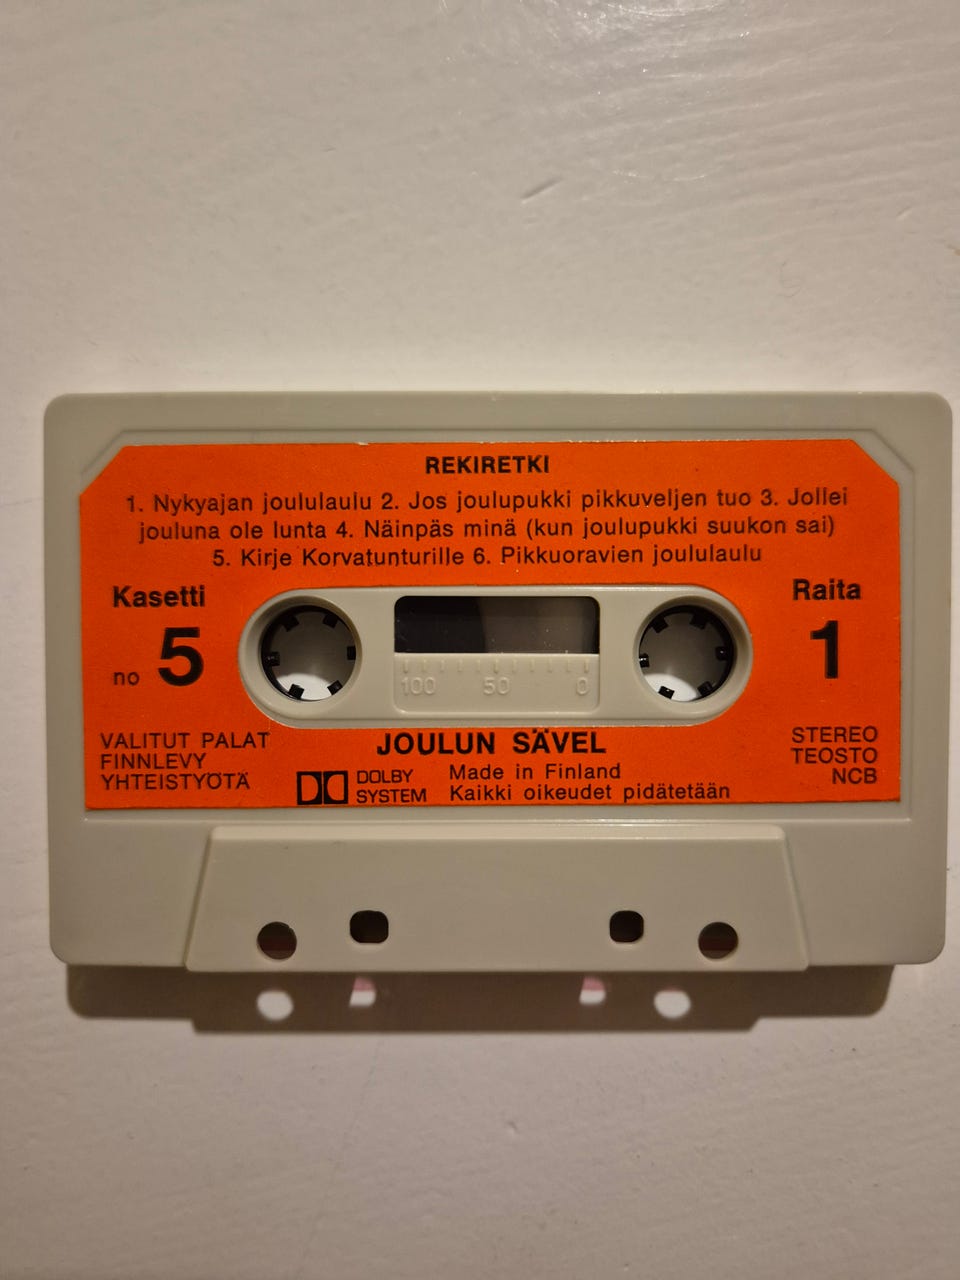 REKIRETKI
1. Nykyajan joululaulu 2. Jos joulupukki pikkuveljen tuo 3. Jollei
jouluna ole lunta 4. Näinpäs minä (kun joulupukki suukon sai)
5. Kirje Korvatunturille 6. Pikkuoravien joululaulu
Kasetti
no 5
Raita
1
100 50 0
VALITUT PALAT
FINNLEVY
YHTEISTYÖTÄ
JOULUN SÄVEL
DOLBY
SYSTEM
Made in Finland
Kaikki oikeudet pidätetään
STEREO
TEOSTO
NCB